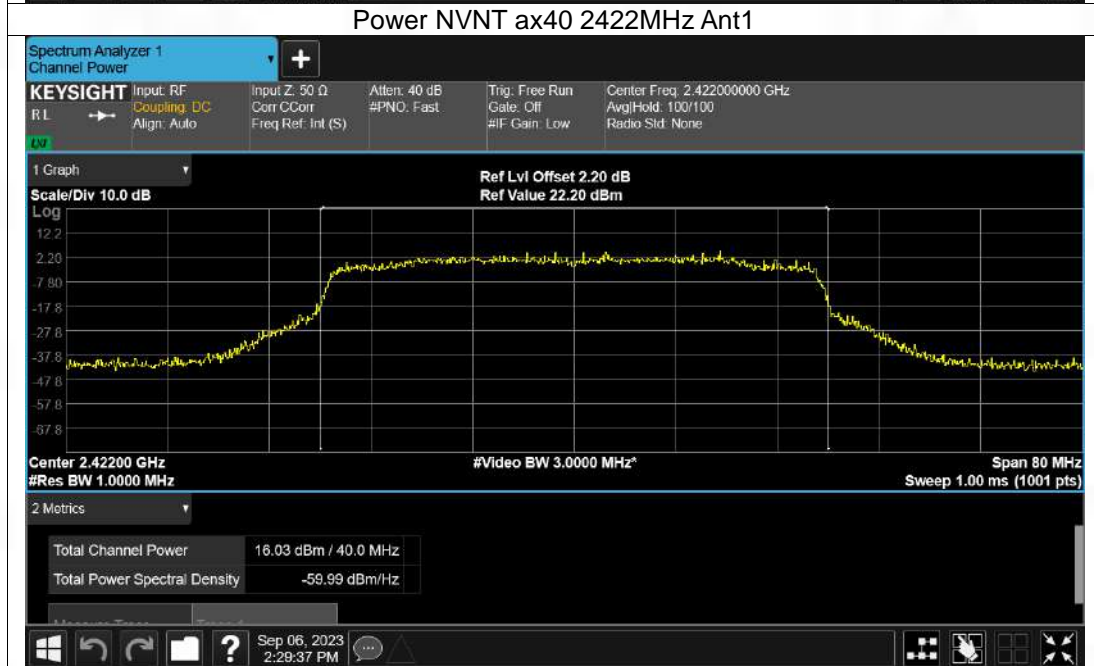 Power NVNT ax40 2422MHz Ant1
Spectrum Analyzer 1
Channel Power
+
KEYSIGHT Input: RF Input Z: 50 Ω Atten: 40 dB Trig: Free Run Center Freq: 2.422000000 GHz
RL Coupling: DC Corr CCorr #PNO: Fast Gate: Off Avg|Hold: 100/100
Align: Auto Freq Ref: Int (S) #IF Gain: Low Radio Std: None
LXI
1 Graph
Ref Lvl Offset 2.20 dB
Scale/Div 10.0 dB Ref Value 22.20 dBm
Log
12.2
2.20
-7.80
-17.8
-27.8
-37.8
-47.8
-57.8
-67.8
Center 2.42200 GHz #Video BW 3.0000 MHz* Span 80 MHz
#Res BW 1.0000 MHz Sweep 1.00 ms (1001 pts)
2 Metrics
Total Channel Power 16.03 dBm / 40.0 MHz
Total Power Spectral Density -59.99 dBm/Hz
? Sep 06, 2023
2:29:37 PM